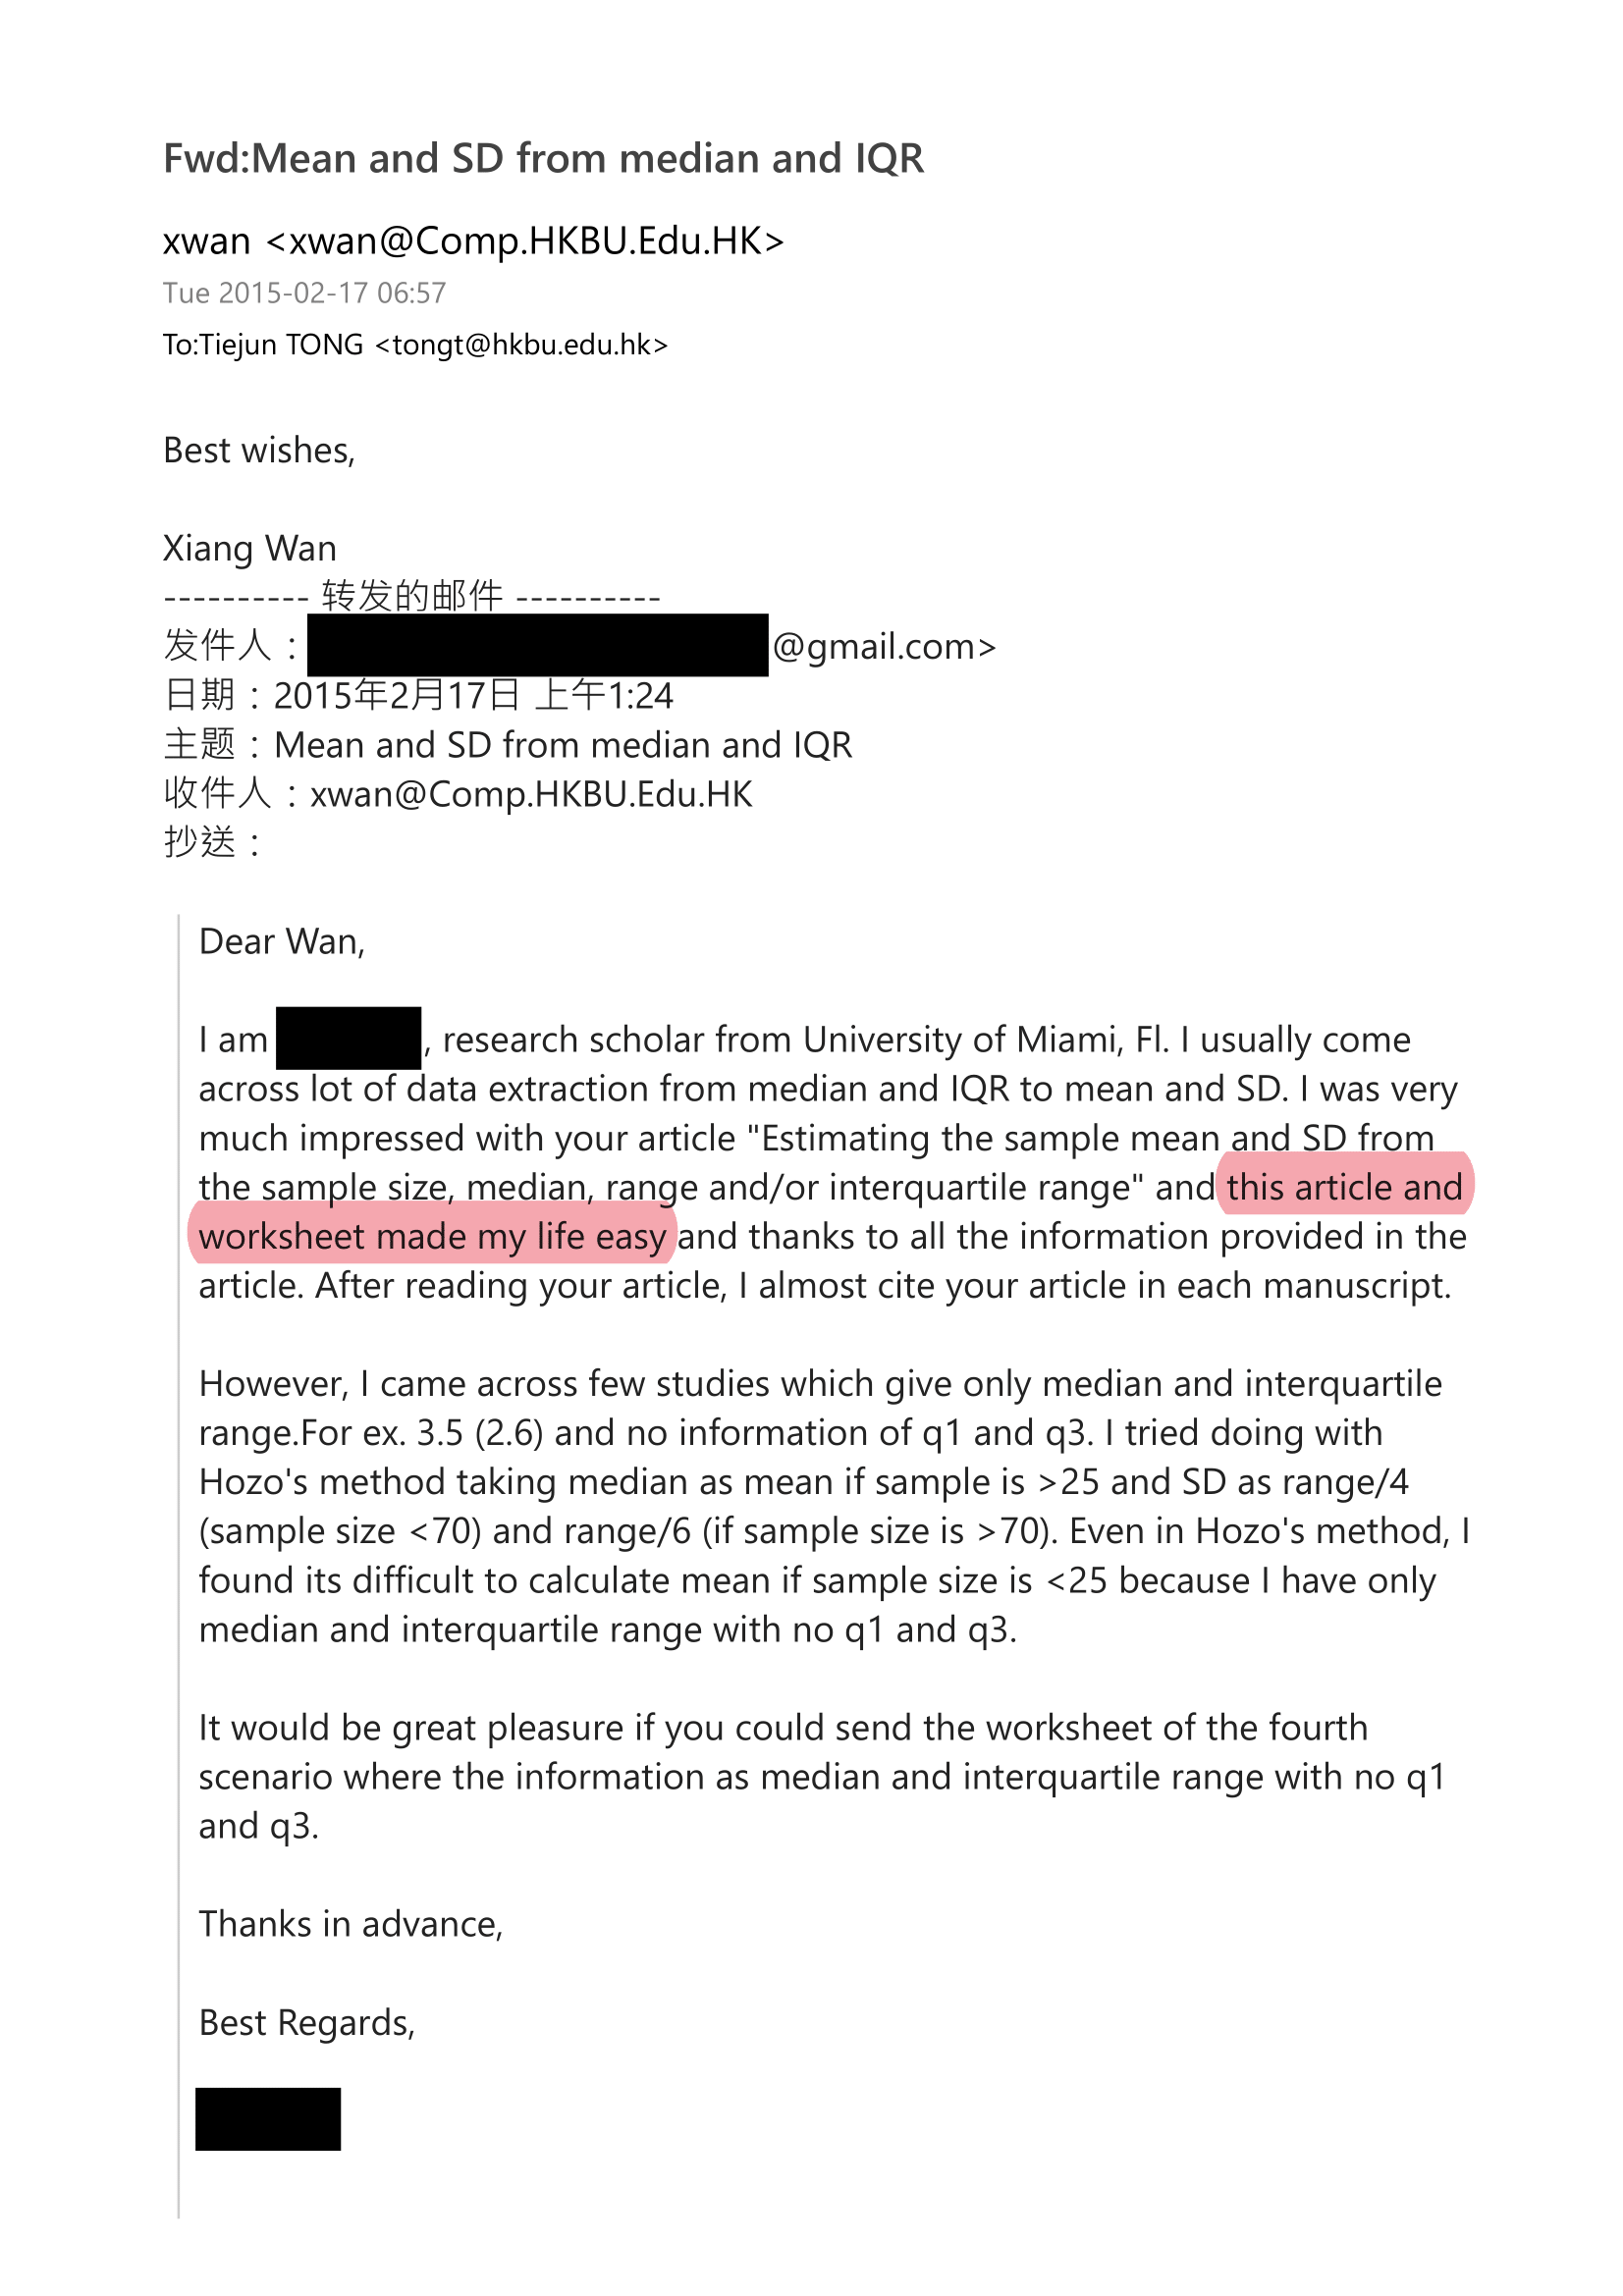 Fwd:Mean and SD from median and IQR
xwan <xwan@Comp.HKBU.Edu.HK>
Tue 2015-02-17 06:57
To:Tiejun TONG <tongt@hkbu.edu.hk>
Best wishes,
Xiang Wan
---------- 转发的邮件 ----------
发件人：@gmail.com>
日期：2015年2月17日 上午1:24
主题：Mean and SD from median and IQR
收件人：xwan@Comp.HKBU.Edu.HK
抄送：
Dear Wan,
I am , research scholar from University of Miami, Fl. I usually come
across lot of data extraction from median and IQR to mean and SD. I was very
much impressed with your article "Estimating the sample mean and SD from
the sample size, median, range and/or interquartile range" and this article and
worksheet made my life easy and thanks to all the information provided in the
article. After reading your article, I almost cite your article in each manuscript.
However, I came across few studies which give only median and interquartile
range.For ex. 3.5 (2.6) and no information of q1 and q3. I tried doing with
Hozo's method taking median as mean if sample is >25 and SD as range/4
(sample size <70) and range/6 (if sample size is >70). Even in Hozo's method, I
found its difficult to calculate mean if sample size is <25 because I have only
median and interquartile range with no q1 and q3.
It would be great pleasure if you could send the worksheet of the fourth
scenario where the information as median and interquartile range with no q1
and q3.
Thanks in advance,
Best Regards,